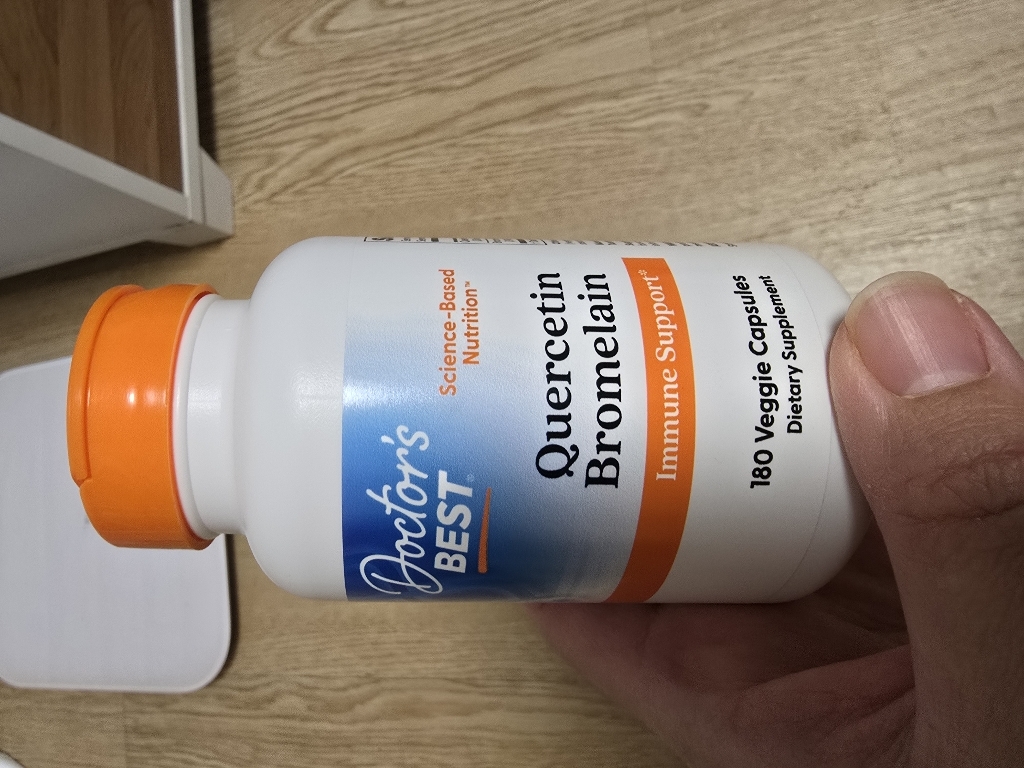 Doctor's
BEST®
Science-Based
Nutrition™
Quercetin
Bromelain
Immune Support‡
180 Veggie Capsules
Dietary Supplement